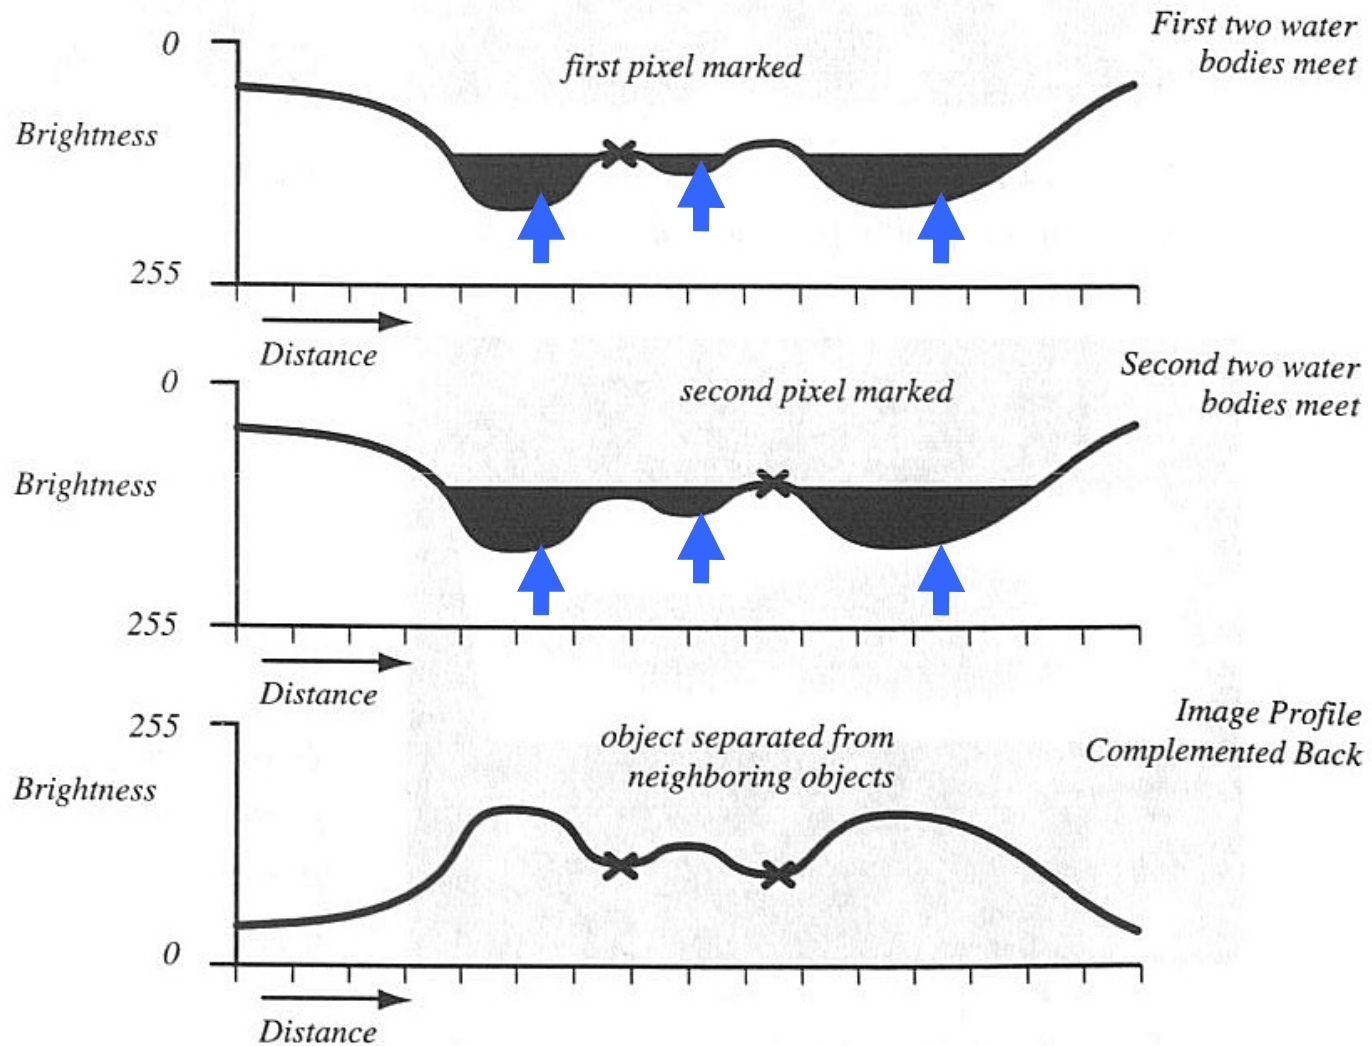 0
first pixel marked
First two water
bodies meet
Brightness
255
Distance
0
second pixel marked
Second two water
bodies meet
Brightness
255
Distance
255
object separated from
neighboring objects
Image Profile
Complemented Back
Brightness
0
Distance